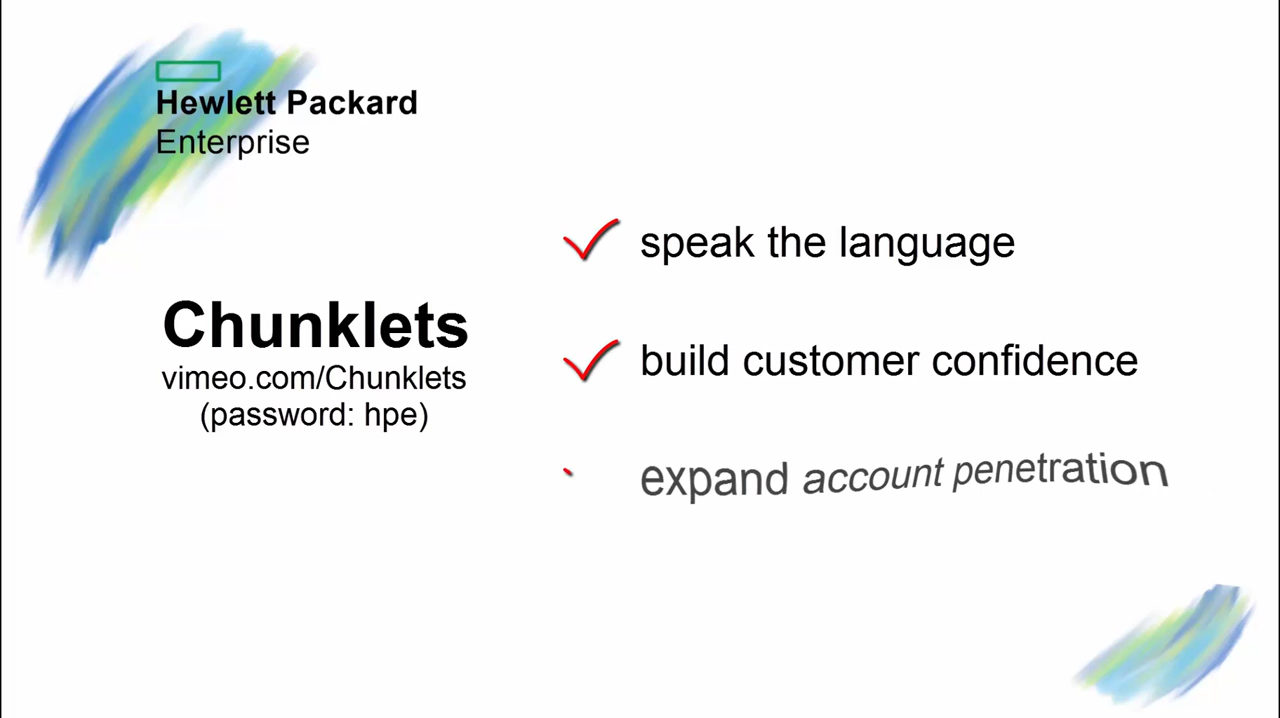 Hewlett Packard
Enterprise
Chunklets
vimeo.com/Chunklets
(password: hpe)
speak the language
build customer confidence
expand account penetration